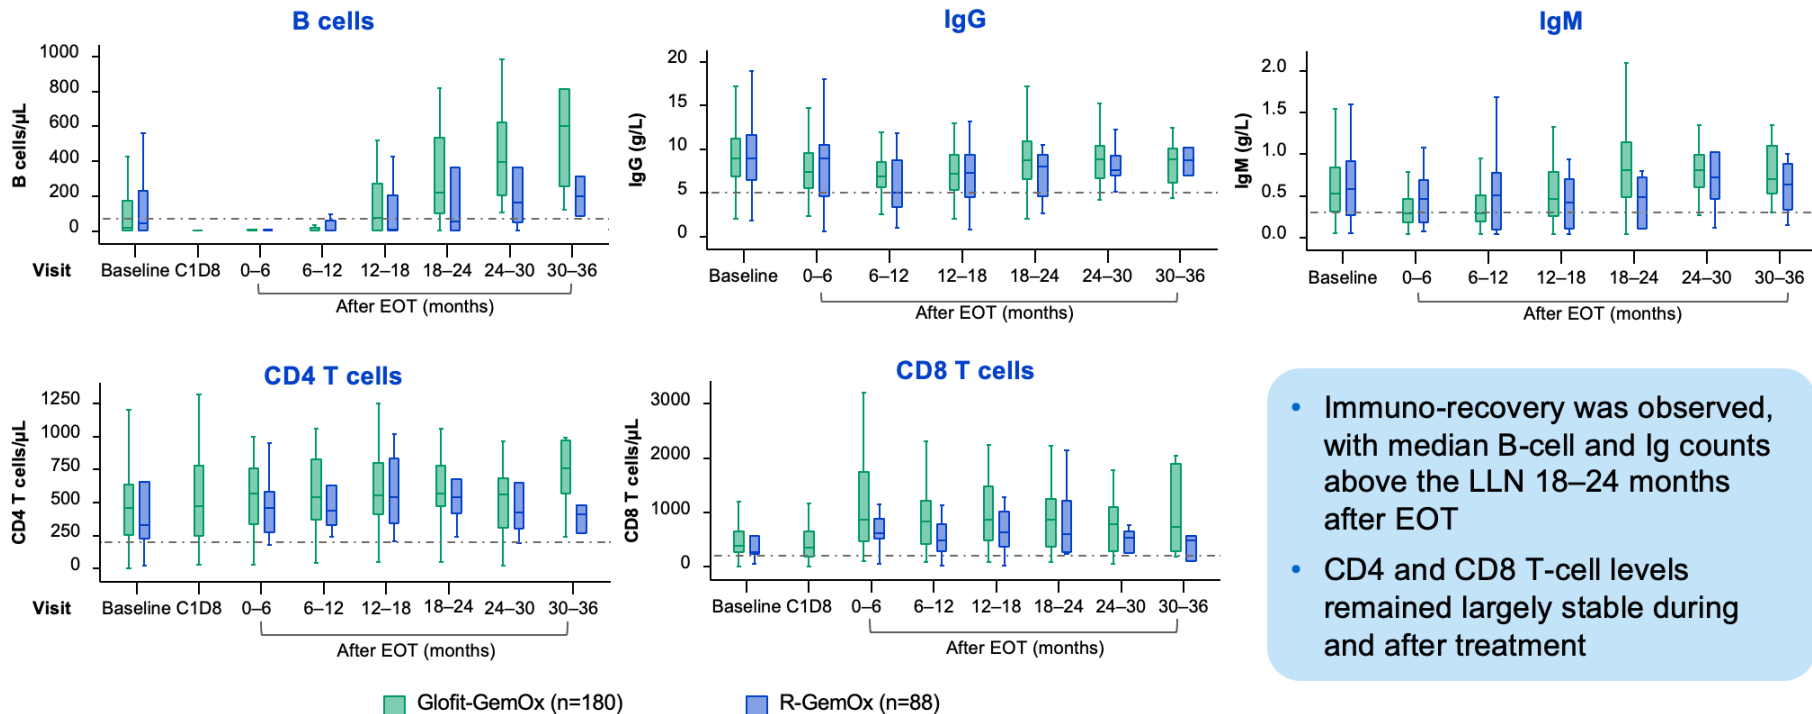 B cells
B cells/µL
1000
800
600
400
200
0
Visit
Baseline C1D8 0–6 6–12 12–18 18–24 24–30 30–36
After EOT (months)
IgG
IgG (g/L)
20
15
10
5
0
Baseline 0–6 6–12 12–18 18–24 24–30 30–36
After EOT (months)
IgM
IgM (g/L)
2.0
1.5
1.0
0.5
0.0
Baseline 0–6 6–12 12–18 18–24 24–30 30–36
After EOT (months)
CD4 T cells
CD4 T cells/µL
1250
1000
750
500
250
0
Visit
Baseline C1D8 0–6 6–12 12–18 18–24 24–30 30–36
After EOT (months)
CD8 T cells
CD8 T cells/µL
3000
2000
1000
0
Baseline C1D8 0–6 6–12 12–18 18–24 24–30 30–36
After EOT (months)
• Immuno-recovery was observed,
with median B-cell and Ig counts
above the LLN 18–24 months
after EOT
• CD4 and CD8 T-cell levels
remained largely stable during
and after treatment
Glofit-GemOx (n=180) R-GemOx (n=88)